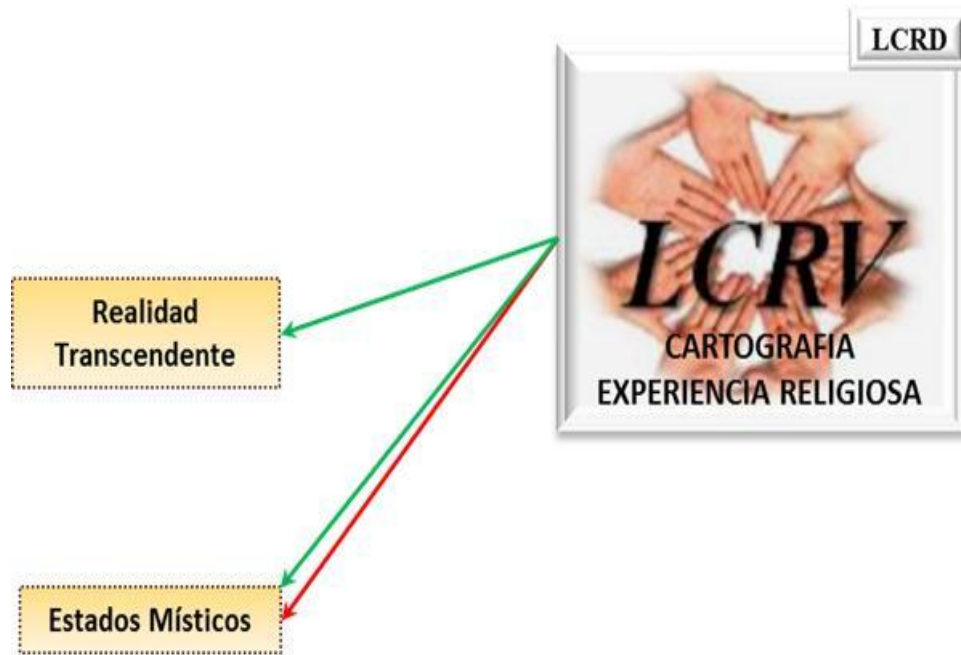 LCRD
LCRV
CARTOGRAFIA
EXPERIENCIA RELIGIOSA
Realidad
Transcendente
Estados Místicos